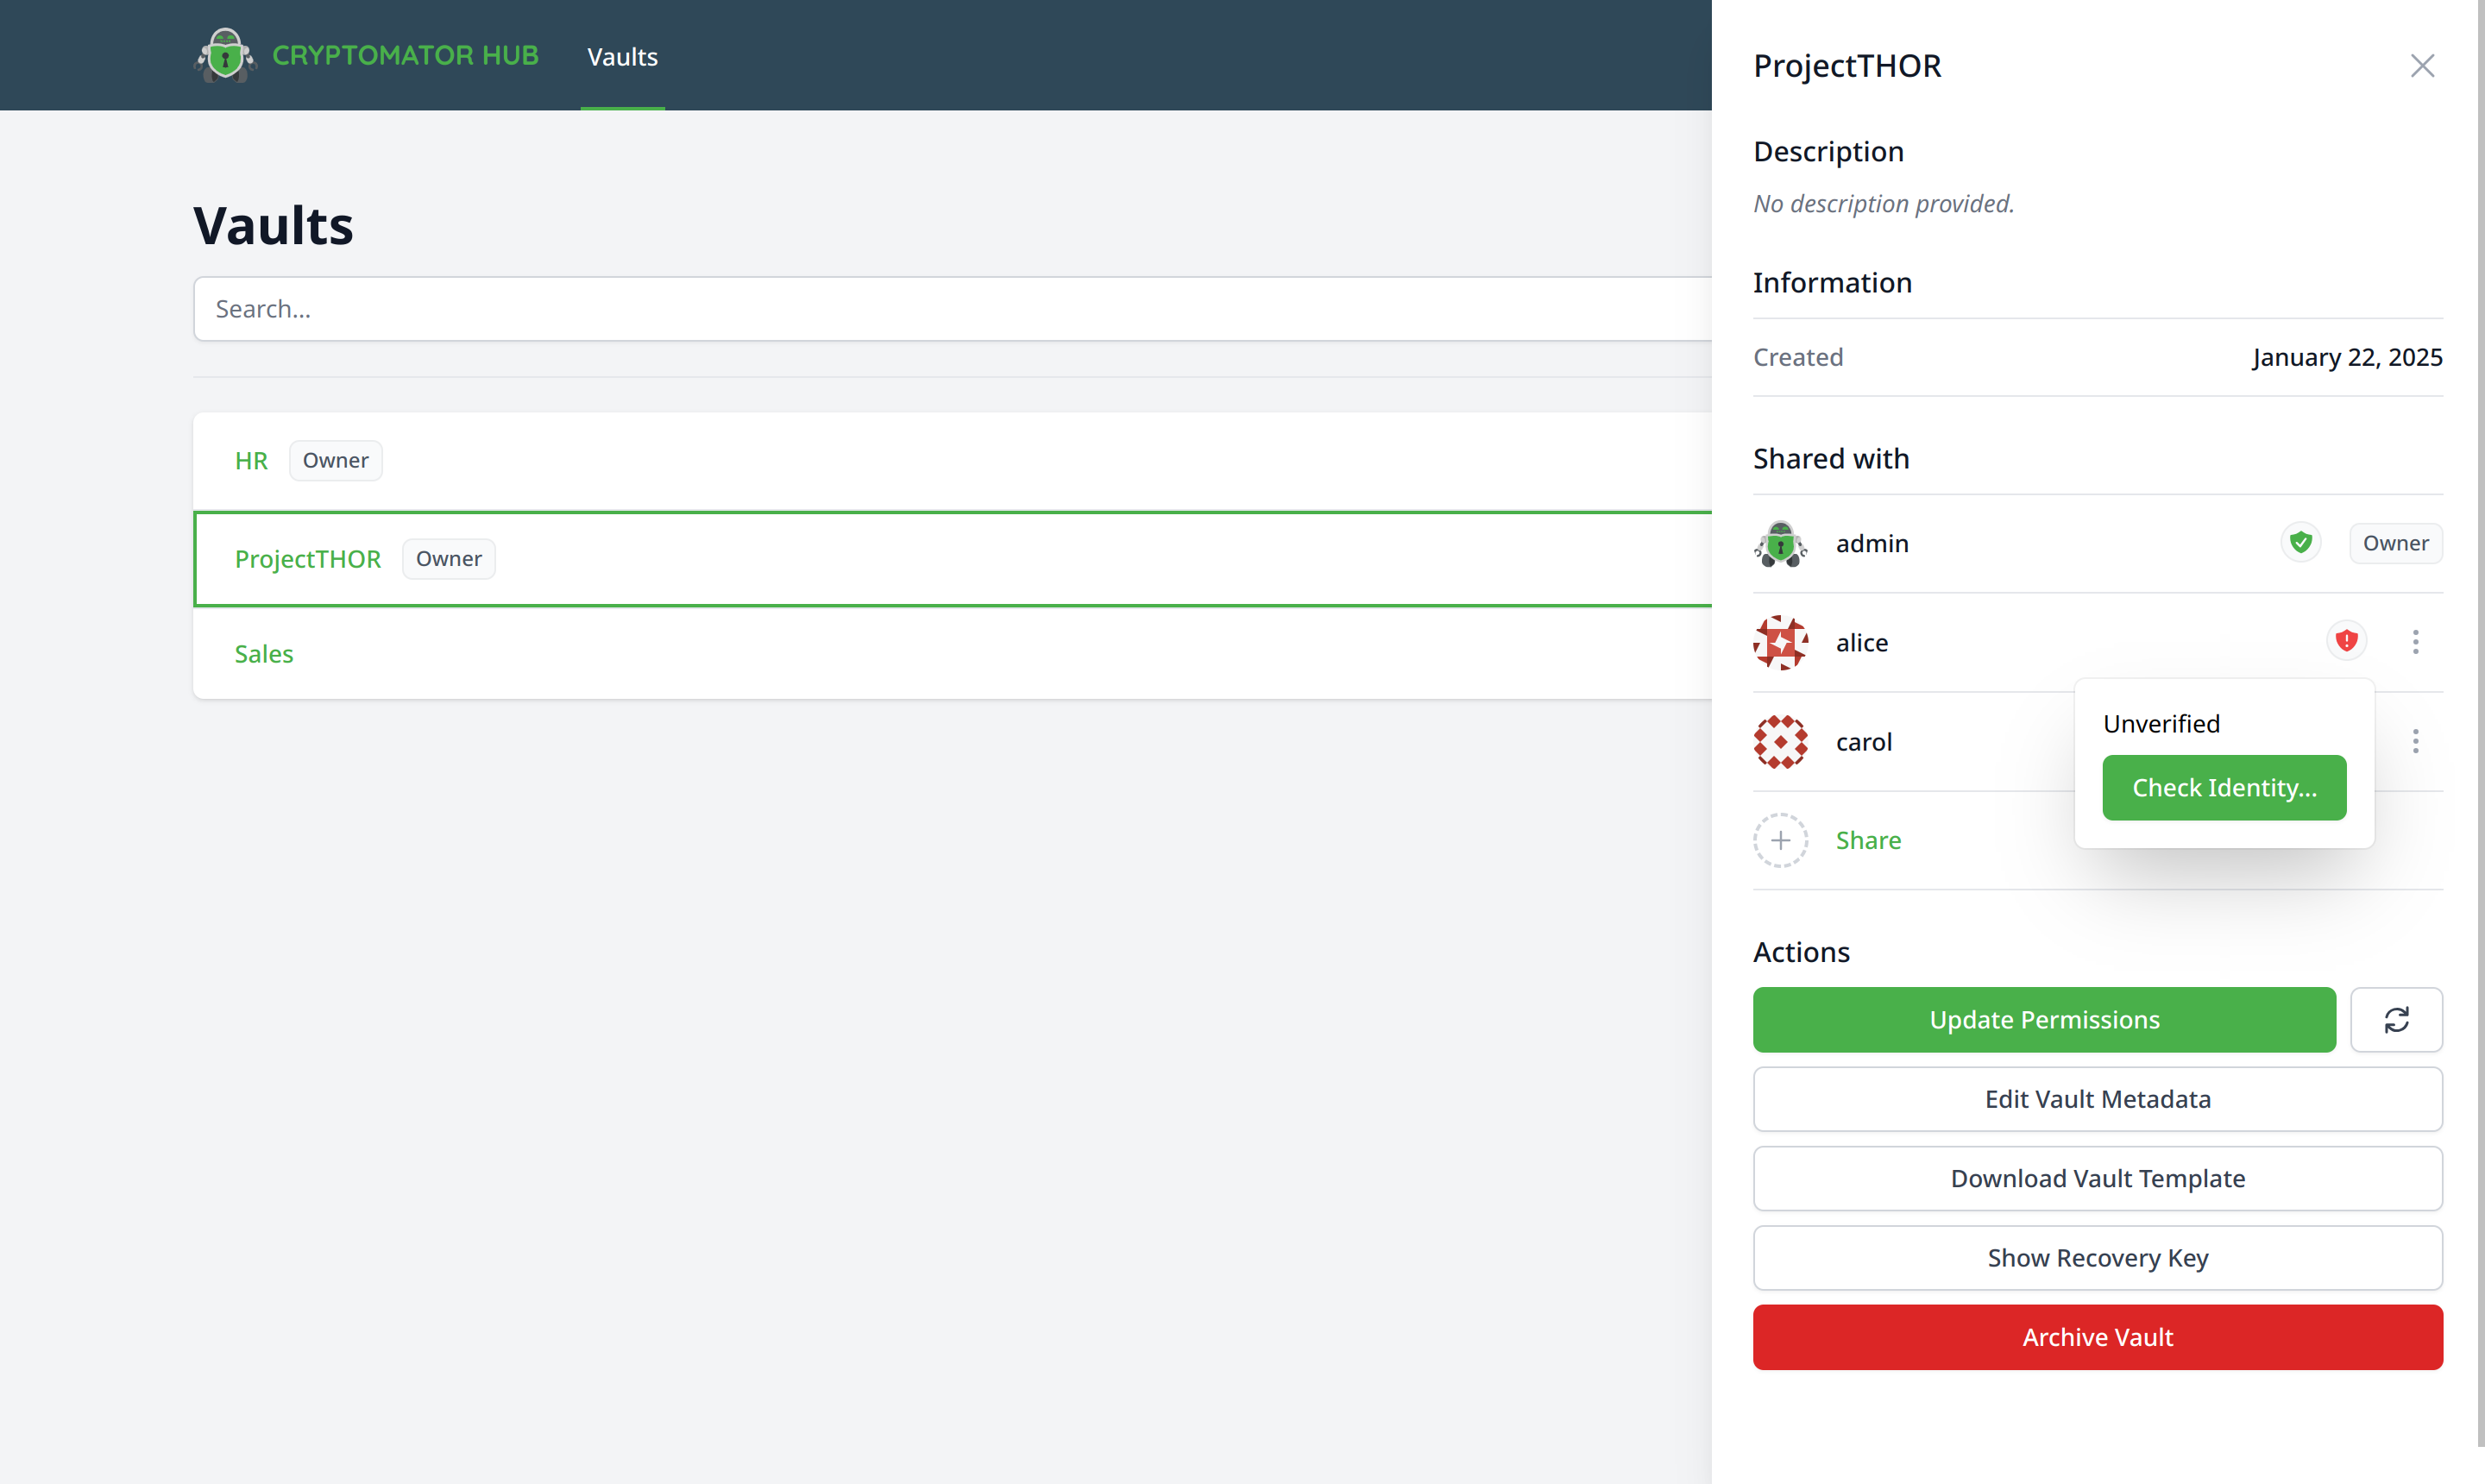 CRYPTOMATOR HUB
Vaults
Vaults
Search...
HR
Owner
ProjectTHOR
Owner
Sales
ProjectTHOR
Description
No description provided.
Information
Created
January 22, 2025
Shared with
admin
Owner
alice
Unverified
Check Identity...
carol
Share
Actions
Update Permissions
Edit Vault Metadata
Download Vault Template
Show Recovery Key
Archive Vault